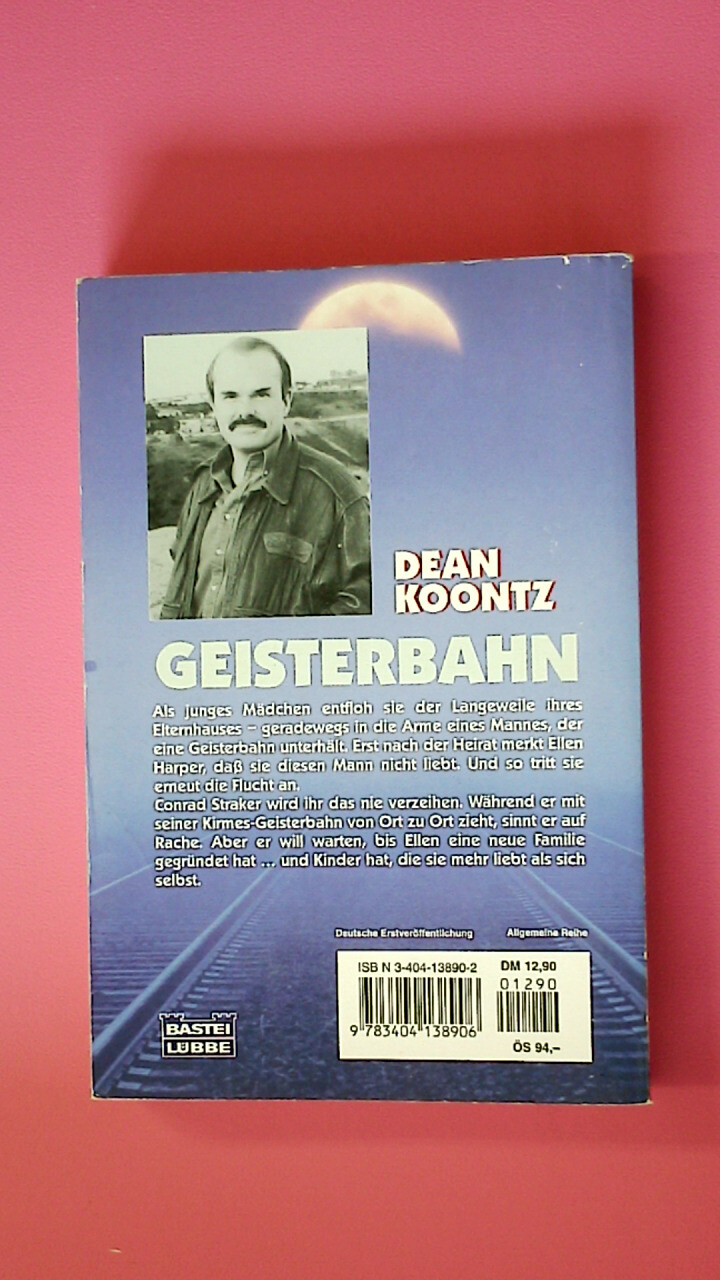 DEAN
KOONTZ
GEISTERBAHN
Als junges Mädchen entfloh sie der Langeweile ihres
Elternhauses – geradewegs in die Arme eines Mannes, der
eine Geisterbahn unterhält. Erst nach der Heirat merkt Ellen
Harper, daß sie diesen Mann nicht liebt. Und so tritt sie
erneut die Flucht an.
Conrad Straker wird ihr das nie verzeihen. Während er mit
seiner Kirmes-Geisterbahn von Ort zu Ort zieht, sinnt er auf
Rache. Aber er will warten, bis Ellen eine neue Familie
gegründet hat ... und Kinder hat, die sie mehr liebt als sich
selbst.
Deutsche Erstveröffentlichung Allgemeine Reihe
ISBN 3-404-13890-2 DM 12,90
01290
9 783404 138906
ÖS 94,–
BASTEI
LÜBBE